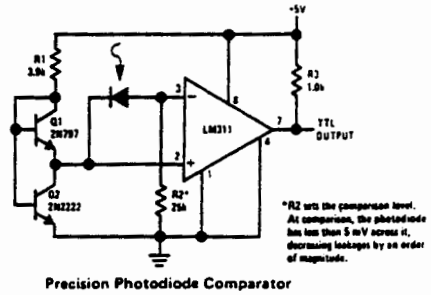 +5V
R1
3.9k
R3
1.0k
3
8
Q1
2N797
LM311
7
TTL
OUTPUT
2
4
1
Q2
2N2222
R2*
25k
*R2 sets the comparison level.
At comparison, the photodiode
has less than 5 mV across it,
decreasing leakages by an order
of magnitude.
Precision Photodiode Comparator